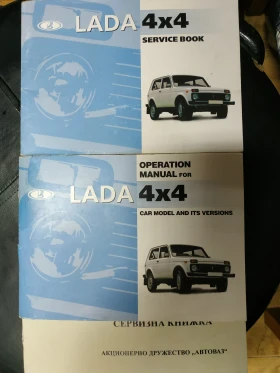 LADA 4x4
SERVICE BOOK
OPERATION
MANUAL FOR
LADA 4x4
CAR MODEL AND ITS VERSIONS
СЕРВИЗНА КНИЖКА
АКЦИОНЕРНО ДРУЖЕСТВО „АВТОВАЗ"